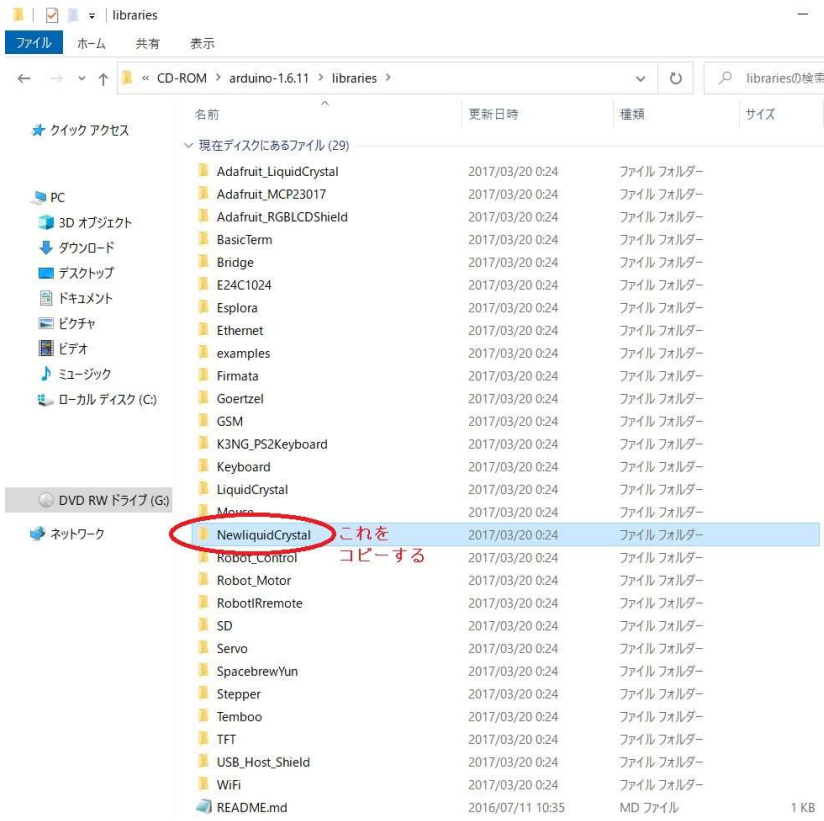 libraries
ファイル ホーム 共有 表示
« CD-ROM > arduino-1.6.11 > libraries > librariesの検索
名前 更新日時 種類 サイズ
クイック アクセス
PC
3D オブジェクト
ダウンロード
デスクトップ
ドキュメント
ピクチャ
ビデオ
ミュージック
ローカル ディスク (C:)
DVD RW ドライブ (G:)
ネットワーク
現在ディスクにあるファイル (29)
Adafruit_LiquidCrystal 2017/03/20 0:24 ファイル フォルダー
Adafruit_MCP23017 2017/03/20 0:24 ファイル フォルダー
Adafruit_RGBLCDShield 2017/03/20 0:24 ファイル フォルダー
BasicTerm 2017/03/20 0:24 ファイル フォルダー
Bridge 2017/03/20 0:24 ファイル フォルダー
E24C1024 2017/03/20 0:24 ファイル フォルダー
Esplora 2017/03/20 0:24 ファイル フォルダー
Ethernet 2017/03/20 0:24 ファイル フォルダー
examples 2017/03/20 0:24 ファイル フォルダー
Firmata 2017/03/20 0:24 ファイル フォルダー
Goertzel 2017/03/20 0:24 ファイル フォルダー
GSM 2017/03/20 0:24 ファイル フォルダー
K3NG_PS2Keyboard 2017/03/20 0:24 ファイル フォルダー
Keyboard 2017/03/20 0:24 ファイル フォルダー
LiquidCrystal 2017/03/20 0:24 ファイル フォルダー
Mouse 2017/03/20 0:24 ファイル フォルダー
NewliquidCrystal これを 2017/03/20 0:24 ファイル フォルダー
Robot_Control コピーする 2017/03/20 0:24 ファイル フォルダー
Robot_Motor 2017/03/20 0:24 ファイル フォルダー
RobotIRremote 2017/03/20 0:24 ファイル フォルダー
SD 2017/03/20 0:24 ファイル フォルダー
Servo 2017/03/20 0:24 ファイル フォルダー
SpacebrewYun 2017/03/20 0:24 ファイル フォルダー
Stepper 2017/03/20 0:24 ファイル フォルダー
Temboo 2017/03/20 0:24 ファイル フォルダー
TFT 2017/03/20 0:24 ファイル フォルダー
USB_Host_Shield 2017/03/20 0:24 ファイル フォルダー
WiFi 2017/03/20 0:24 ファイル フォルダー
README.md 2016/07/11 10:35 MD ファイル 1 KB